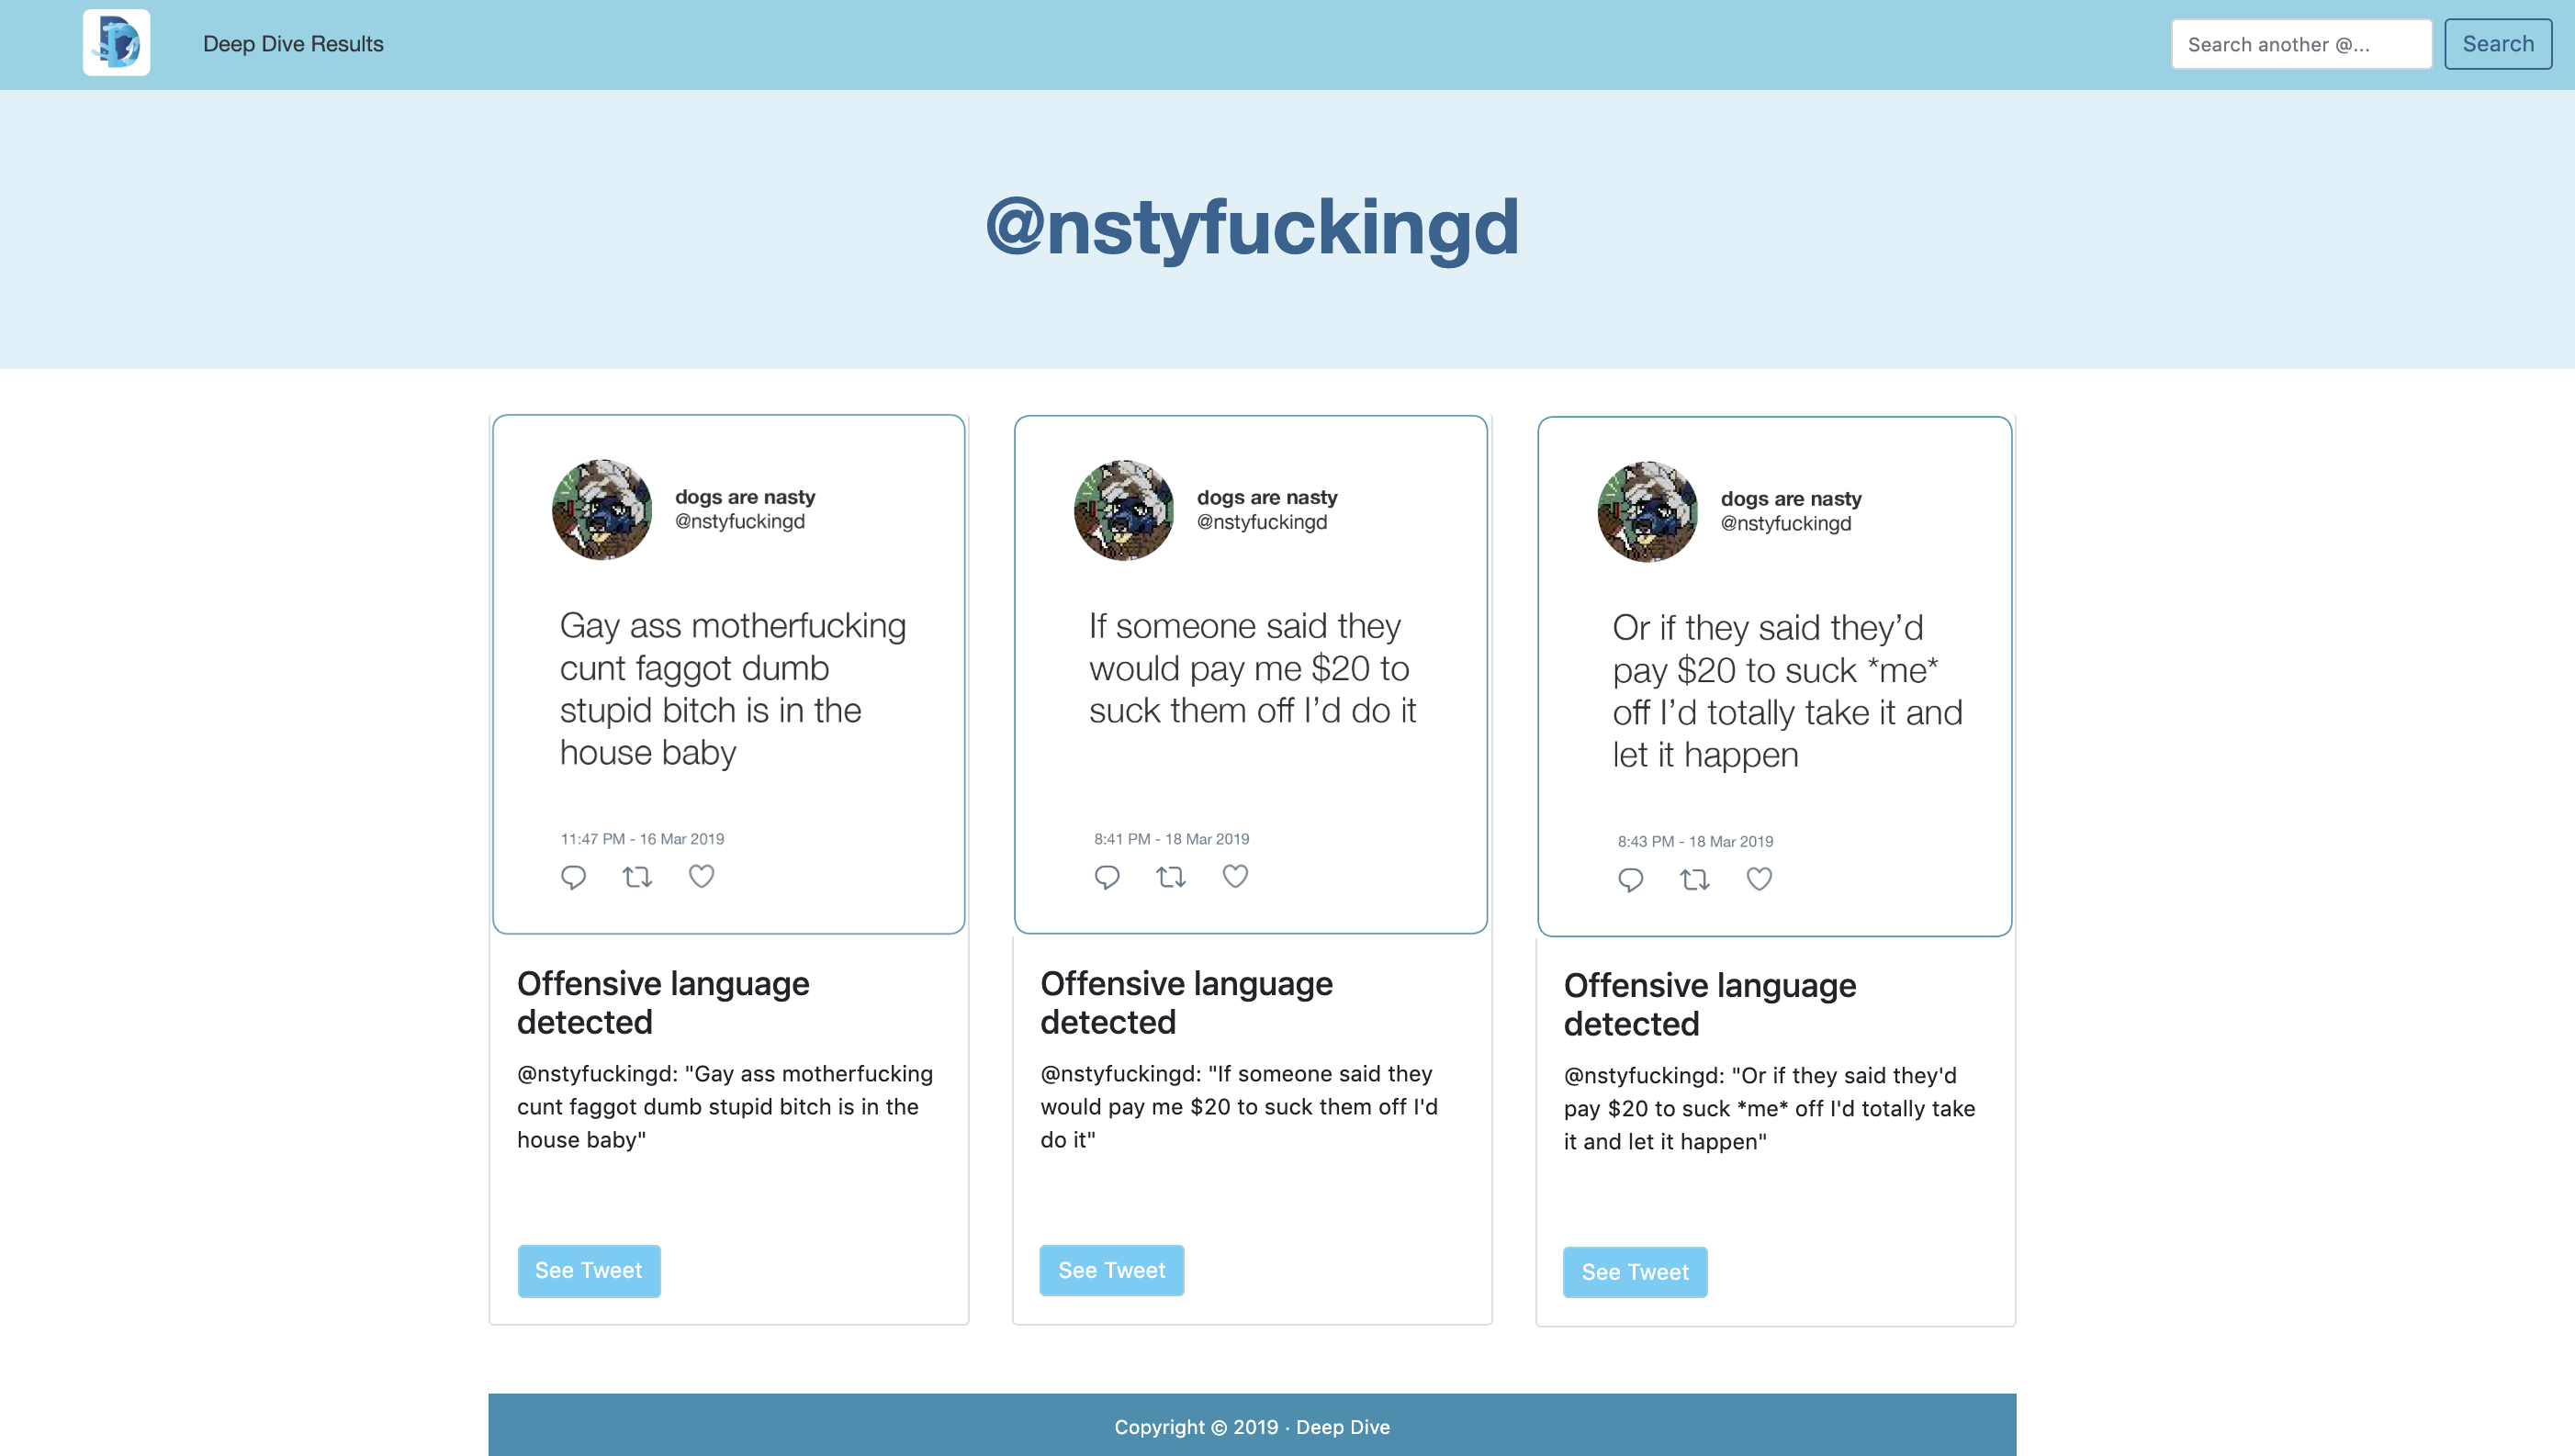 Deep Dive Results
Search another @...
Search
@nstyfuckingd
dogs are nasty
@nstyfuckingd
Gay ass motherfucking
cunt faggot dumb
stupid bitch is in the
house baby
11:47 PM - 16 Mar 2019
Offensive language
detected
@nstyfuckingd: "Gay ass motherfucking
cunt faggot dumb stupid bitch is in the
house baby"
See Tweet
dogs are nasty
@nstyfuckingd
If someone said they
would pay me $20 to
suck them off I’d do it
8:41 PM - 18 Mar 2019
Offensive language
detected
@nstyfuckingd: "If someone said they
would pay me $20 to suck them off I'd
do it"
See Tweet
dogs are nasty
@nstyfuckingd
Or if they said they’d
pay $20 to suck *me*
off I’d totally take it and
let it happen
8:43 PM - 18 Mar 2019
Offensive language
detected
@nstyfuckingd: "Or if they said they'd
pay $20 to suck *me* off I'd totally take
it and let it happen"
See Tweet
Copyright © 2019 · Deep Dive